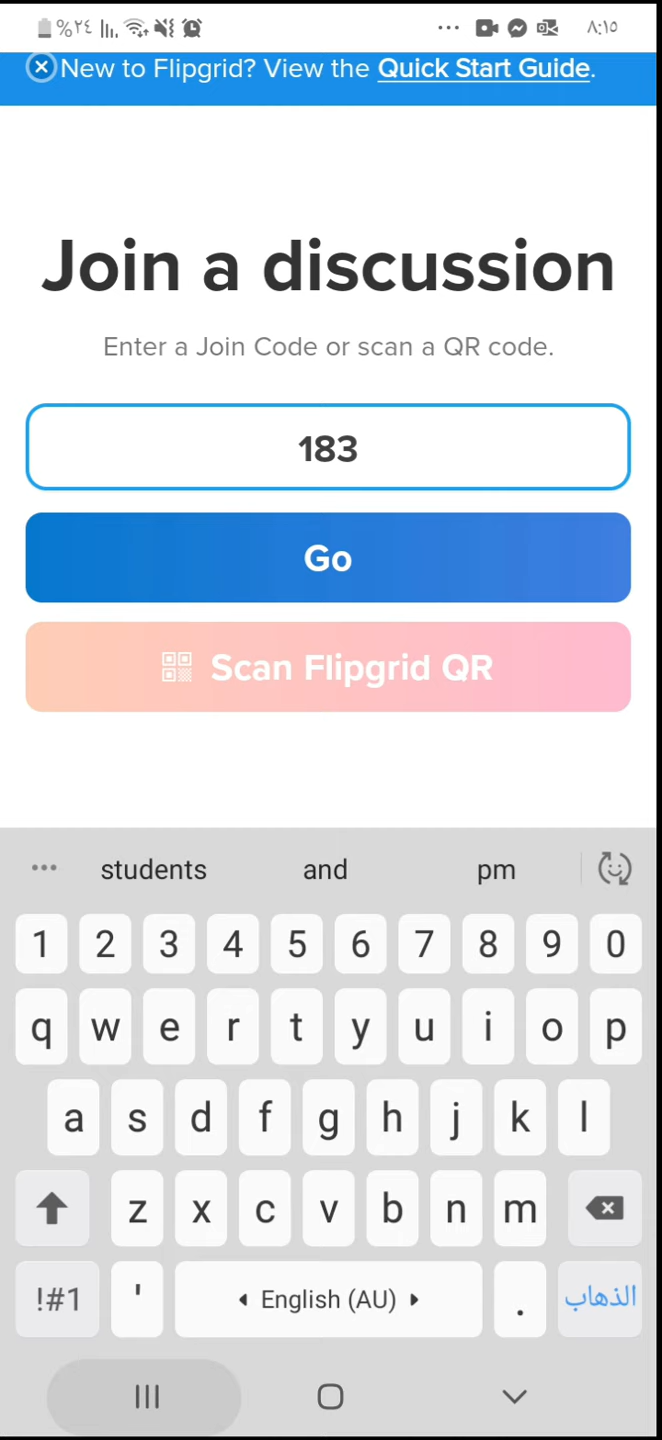 %٢٤ ٨:١٥
New to Flipgrid? View the Quick Start Guide.
Join a discussion
Enter a Join Code or scan a QR code.
183
Go
Scan Flipgrid QR
students and pm
1 2 3 4 5 6 7 8 9 0
q w e r t y u i o p
a s d f g h j k l
z x c v b n m
!#1 ' English (AU) . الذهاب